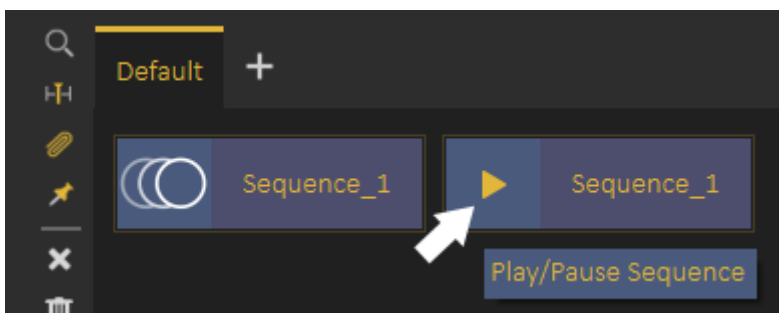 Default +
Sequence_1 Sequence_1
Play/Pause Sequence